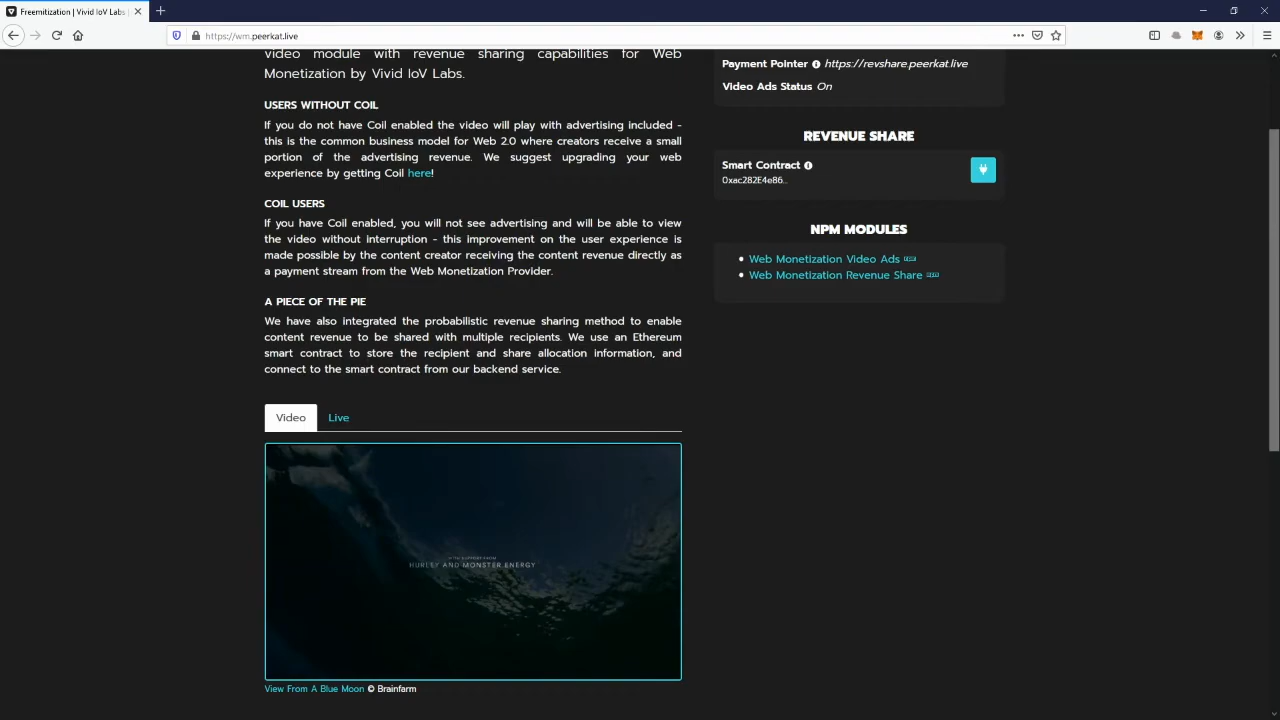 Freemitization | Vivid IoV Labs
https://wm.peerkat.live
video module with revenue sharing capabilities for Web
Monetization by Vivid IoV Labs.
USERS WITHOUT COIL
If you do not have Coil enabled the video will play with advertising included -
this is the common business model for Web 2.0 where creators receive a small
portion of the advertising revenue. We suggest upgrading your web
experience by getting Coil here!
COIL USERS
If you have Coil enabled, you will not see advertising and will be able to view
the video without interruption - this improvement on the user experience is
made possible by the content creator receiving the content revenue directly as
a payment stream from the Web Monetization Provider.
A PIECE OF THE PIE
We have also integrated the probabilistic revenue sharing method to enable
content revenue to be shared with multiple recipients. We use an Ethereum
smart contract to store the recipient and share allocation information, and
connect to the smart contract from our backend service.
Video Live
WITH SUPPORT FROM
HURLEY AND MONSTER ENERGY
View From A Blue Moon © Brainfarm
Payment Pointer https://revshare.peerkat.live
Video Ads Status On
REVENUE SHARE
Smart Contract
0xac282E4e86..
NPM MODULES
Web Monetization Video Ads
Web Monetization Revenue Share